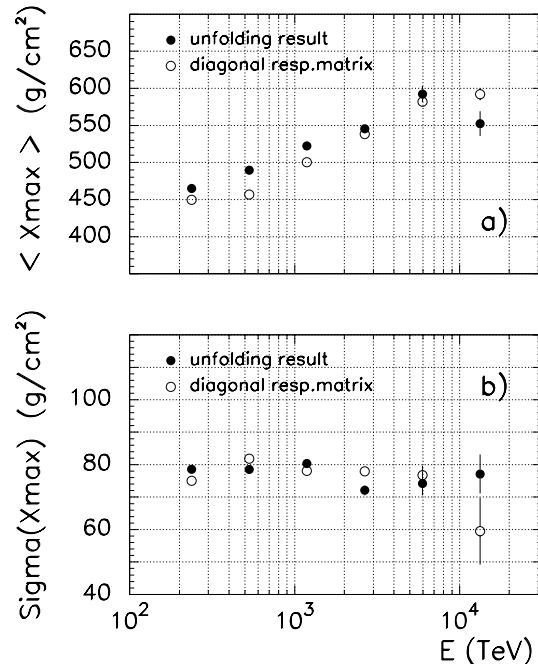 < Xmax > (g/cm²)
650
600
550
500
450
400
unfolding result
diagonal resp.matrix
a)
Sigma(Xmax) (g/cm²)
100
80
60
40
unfolding result
diagonal resp.matrix
b)
10² 10³ 10⁴
E (TeV)